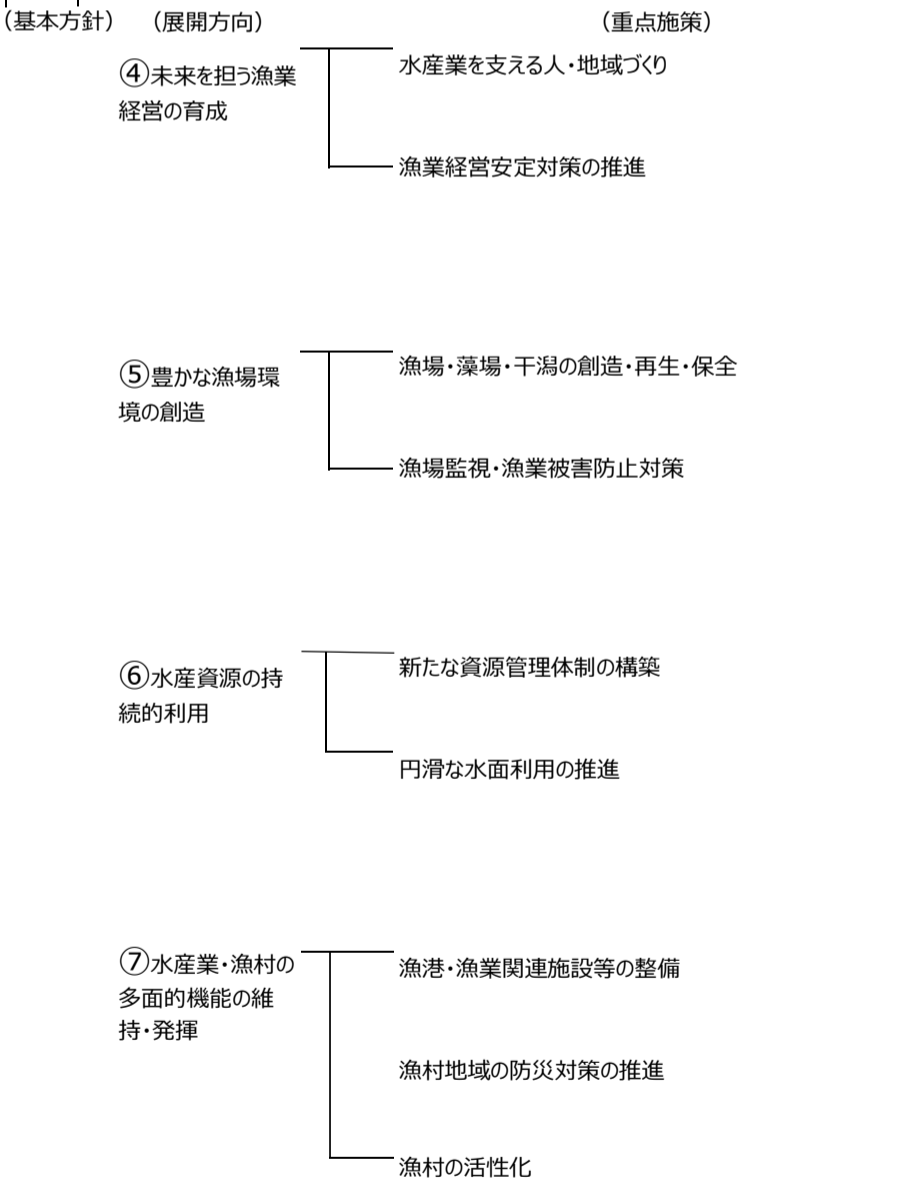 （基本方針）　（展開方向）　（重点施策）
④未来を担う漁業
経営の育成
水産業を支える人・地域づくり
漁業経営安定対策の推進
⑤豊かな漁場環
境の創造
漁場・藻場・干潟の創造・再生・保全
漁場監視・漁業被害防止対策
⑥水産資源の持
続的利用
新たな資源管理体制の構築
円滑な水面利用の推進
⑦水産業・漁村の
多面的機能の維
持・発揮
漁港・漁業関連施設等の整備
漁村地域の防災対策の推進
漁村の活性化